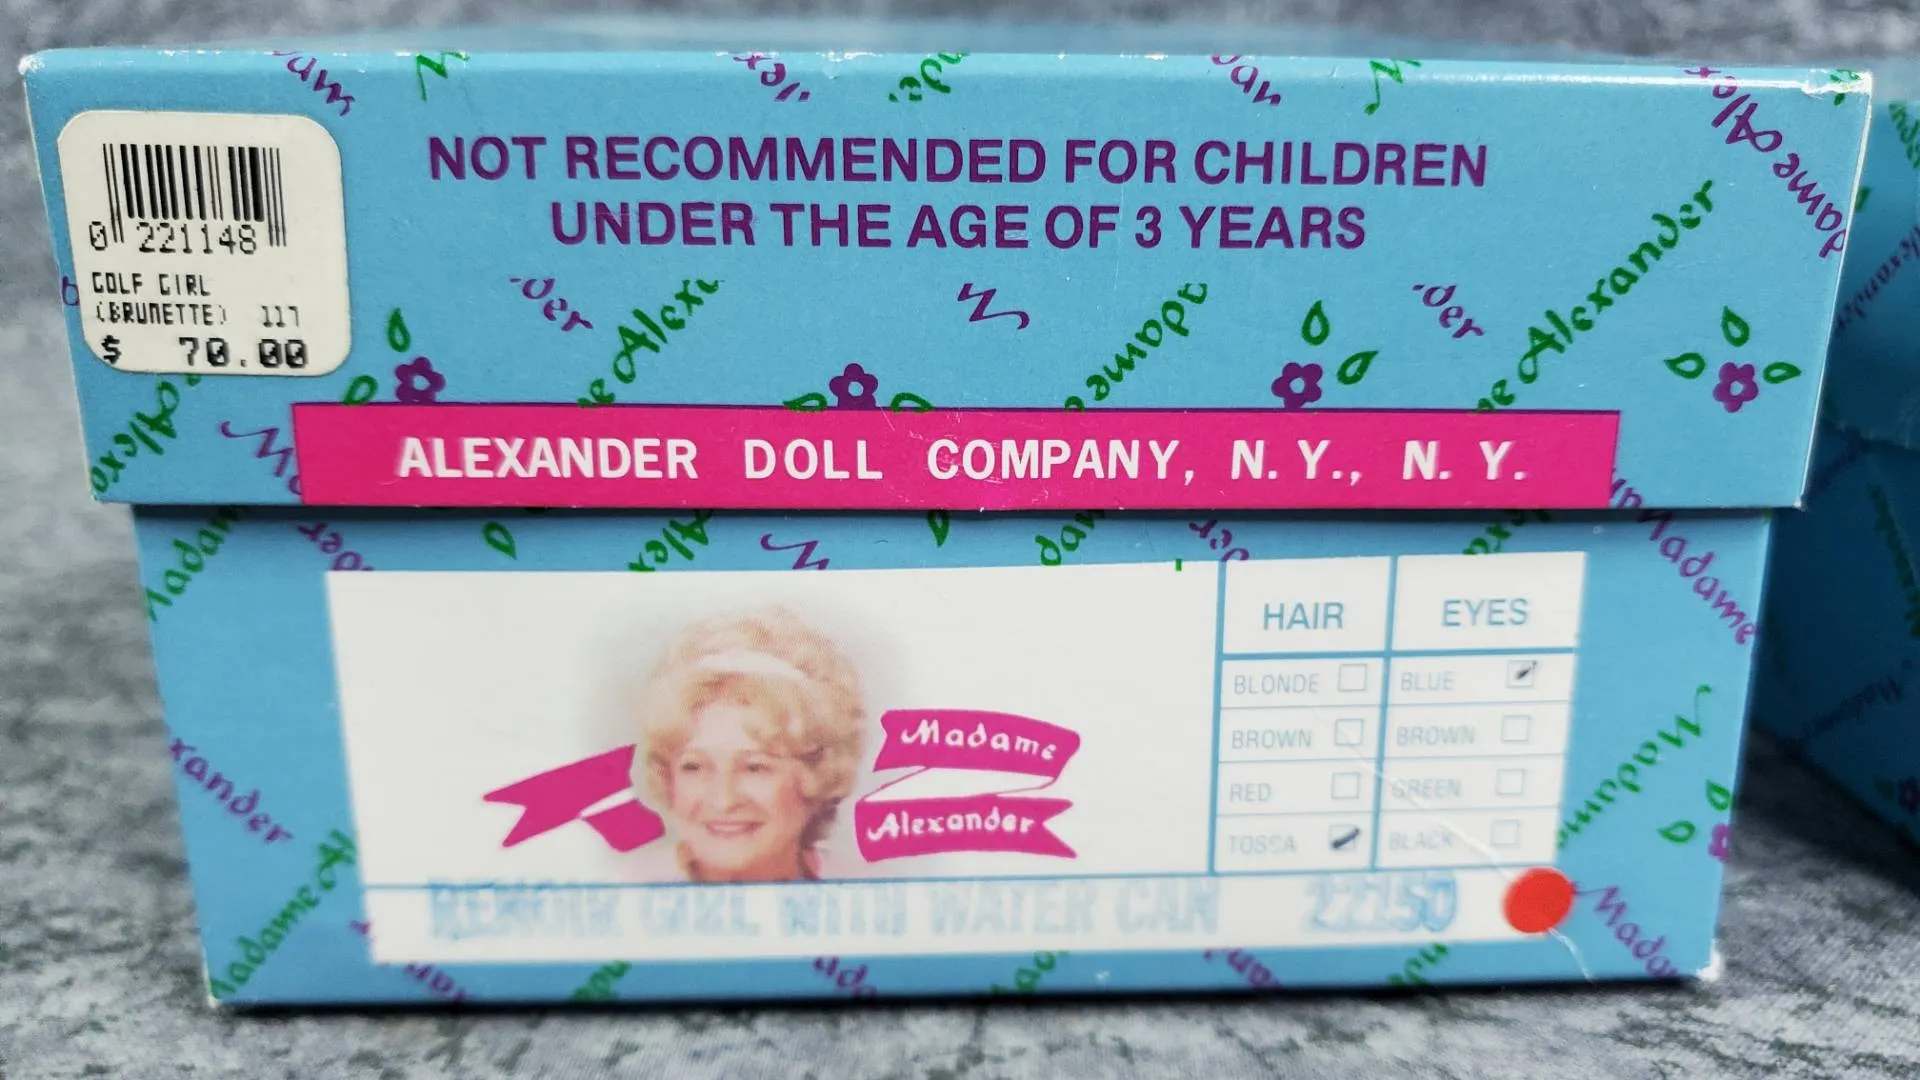 0 221148
GOLF GIRL
(BRUNETTE) 117
$ 70.00
NOT RECOMMENDED FOR CHILDREN
UNDER THE AGE OF 3 YEARS
Madame Alexander
ALEXANDER DOLL COMPANY, N. Y., N. Y.
Madame
Alexander
HAIR EYES
BLONDE BLUE
BROWN BROWN
RED GREEN
TOSCA BLACK
RENOIR GIRL WITH WATER CAN 22150